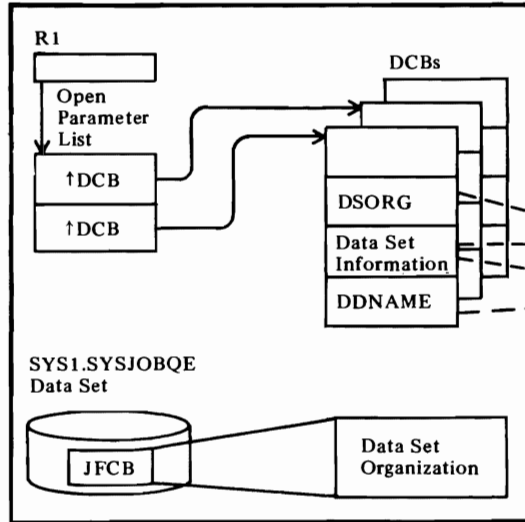 R1
DCBs
Open
Parameter
List
↑DCB
↑DCB
DSORG
Data Set
Information
DDNAME
SYS1.SYSJOBQE
Data Set
JFCB
Data Set
Organization